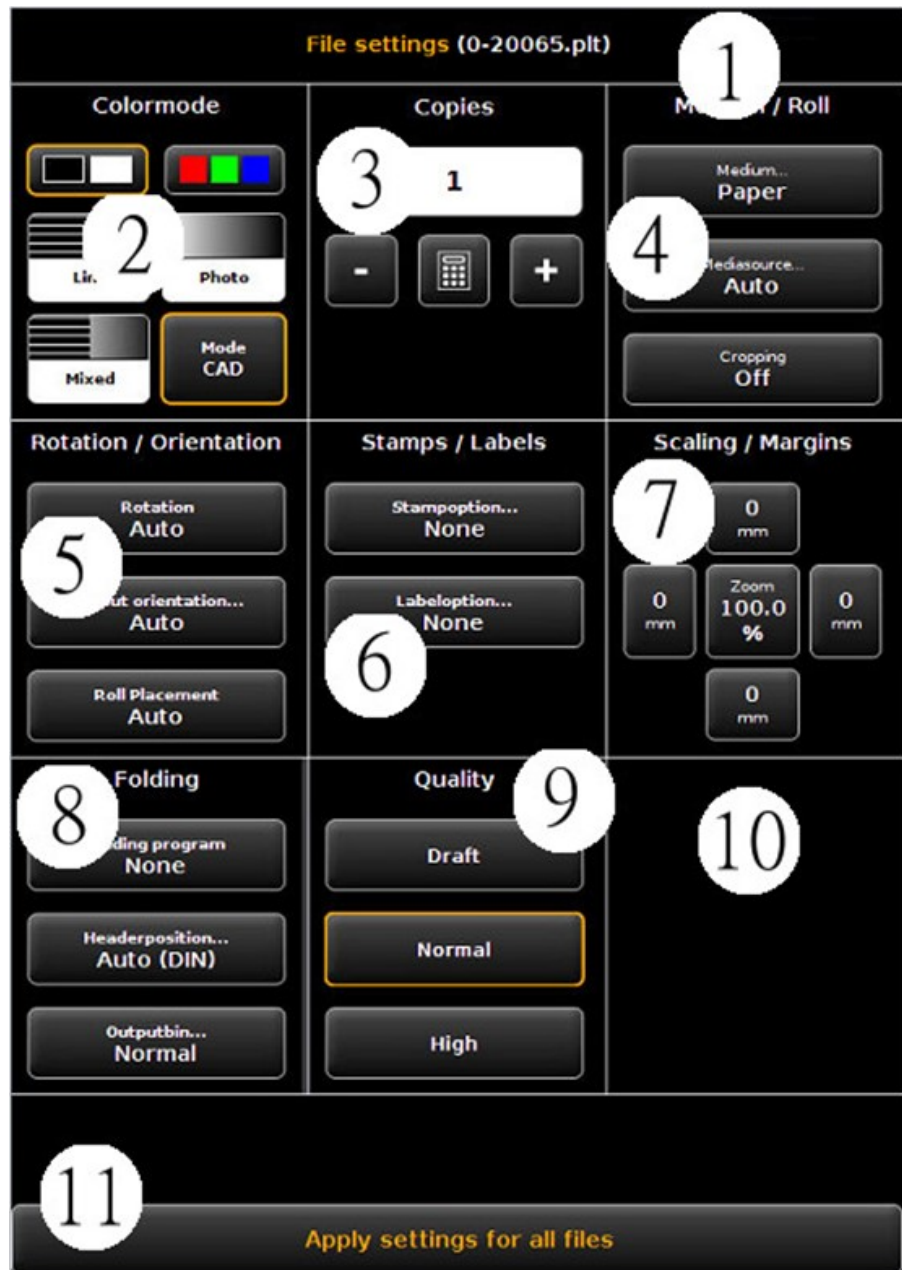 File settings (0-20065.plt)
1
Colormode
Copies
/ Roll
2
Photo
Mixed
Mode
CAD
3
1
-
+
4
Medium...
Paper
Auto
Cropping
Off
Rotation / Orientation
Stamps / Labels
Scaling / Margins
5
Rotation
Auto
orientation...
Auto
Roll Placement
Auto
Stampoption...
None
Labeloption...
None
6
7
0
mm
0
mm
Zoom
100.0
%
0
mm
0
mm
8
Folding
Quality
9
10
program
None
Headerposition...
Auto (DIN)
Outputbin...
Normal
Draft
Normal
High
11
Apply settings for all files